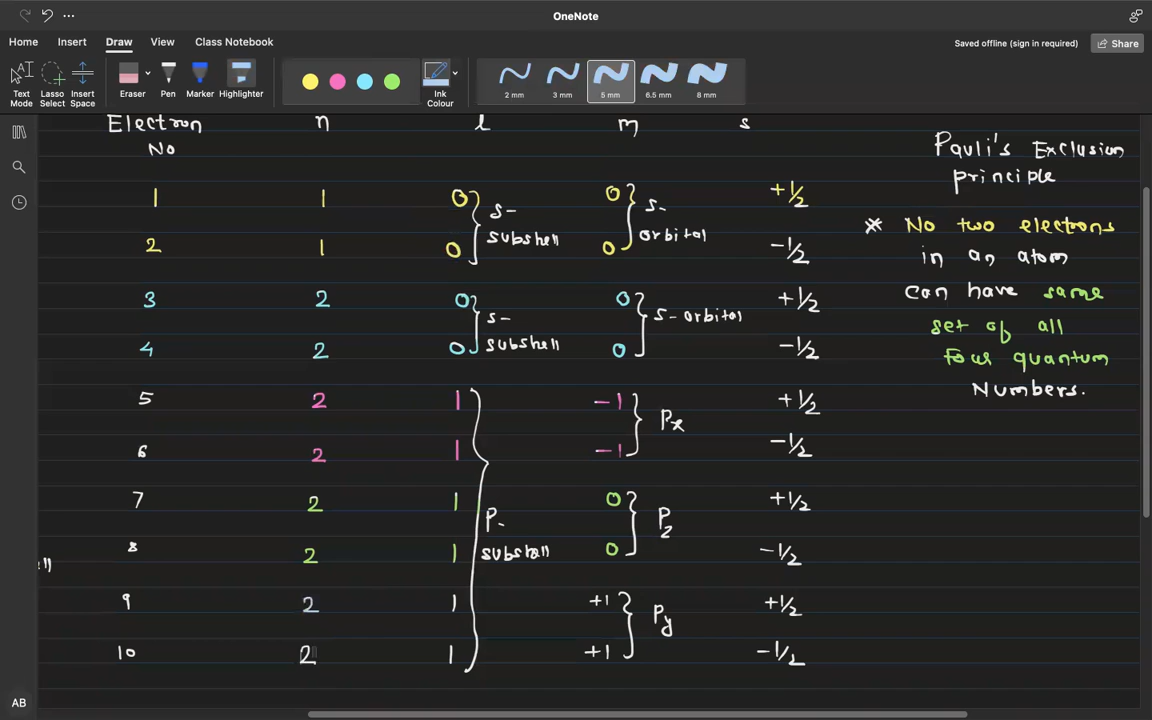 OneNote
Home Insert Draw View Class Notebook
Saved offline (sign in required) Share
Text Mode Lasso Select Insert Space Eraser Pen Marker Highlighter Ink Colour 2 mm 3 mm 5 mm 6.5 mm 8 mm
Electron No n l m s
1 1 0 0 +1/2
s- subshell s- orbital
2 1 0 0 -1/2
3 2 0 0 +1/2
s- subshell s-orbital
4 2 0 0 -1/2
5 2 1 -1 +1/2
Px
6 2 1 -1 -1/2
7 2 1 0 +1/2
P- subshell Pz
8 2 1 0 -1/2
ll
9 2 1 +1 +1/2
Py
10 2 1 +1 -1/2
Pauli's Exclusion
principle
* No two electrons
in an atom
can have same
set of all
four quantum
Numbers.
AB